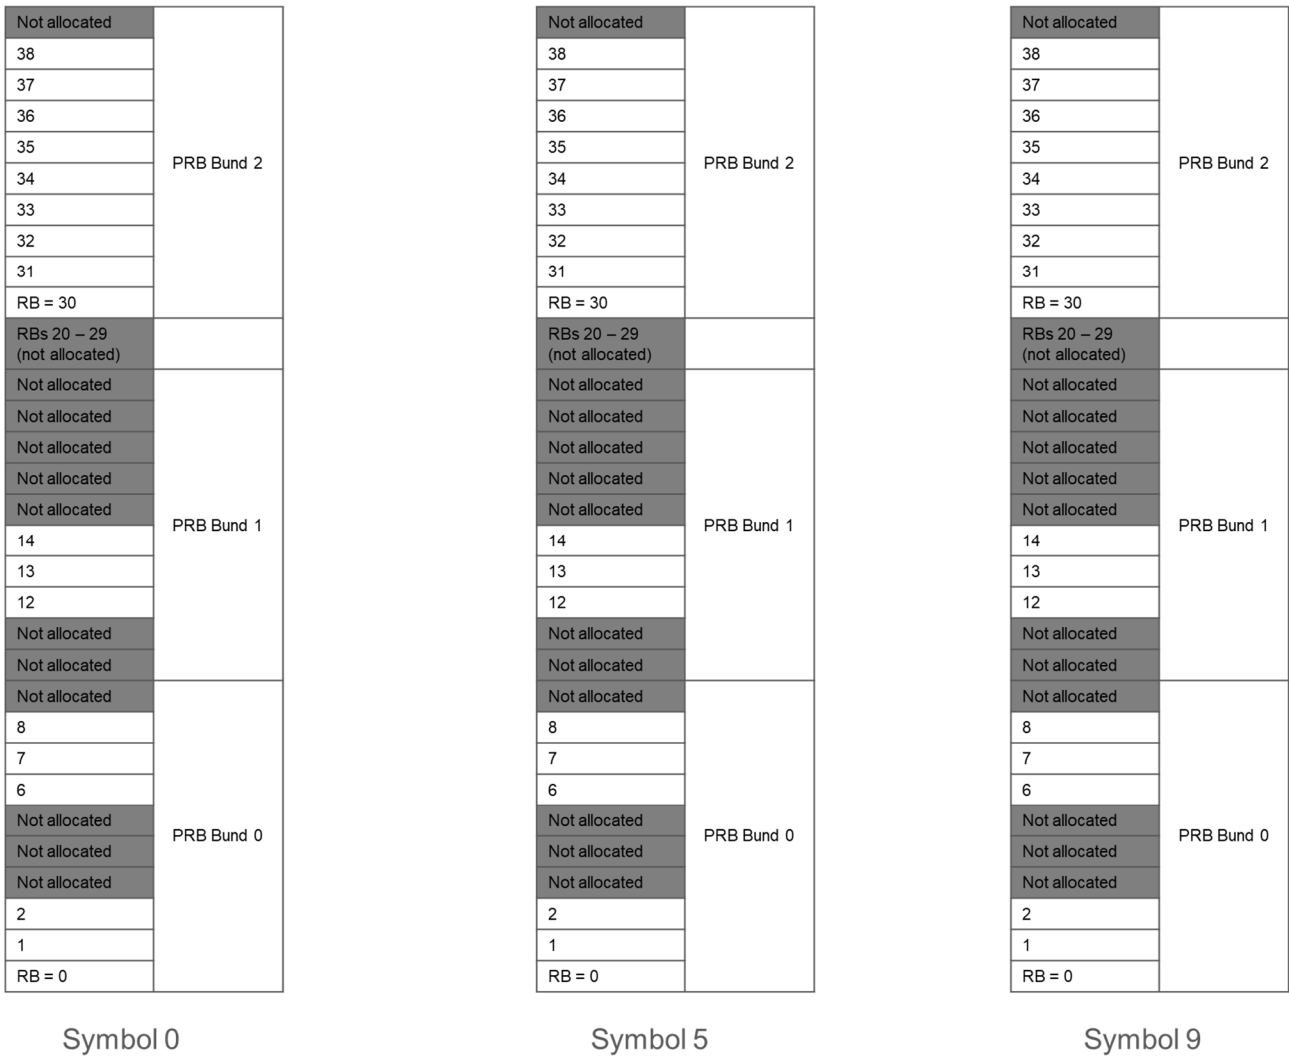 Not allocated
38
37
36
35
34
33
32
31
RB = 30
PRB Bund 2
RBs 20 – 29
(not allocated)
Not allocated
Not allocated
Not allocated
Not allocated
Not allocated
14
13
12
Not allocated
Not allocated
PRB Bund 1
Not allocated
8
7
6
Not allocated
Not allocated
Not allocated
2
1
RB = 0
PRB Bund 0
Symbol 0
Not allocated
38
37
36
35
34
33
32
31
RB = 30
PRB Bund 2
RBs 20 – 29
(not allocated)
Not allocated
Not allocated
Not allocated
Not allocated
Not allocated
14
13
12
Not allocated
Not allocated
PRB Bund 1
Not allocated
8
7
6
Not allocated
Not allocated
Not allocated
2
1
RB = 0
PRB Bund 0
Symbol 5
Not allocated
38
37
36
35
34
33
32
31
RB = 30
PRB Bund 2
RBs 20 – 29
(not allocated)
Not allocated
Not allocated
Not allocated
Not allocated
Not allocated
14
13
12
Not allocated
Not allocated
PRB Bund 1
Not allocated
8
7
6
Not allocated
Not allocated
Not allocated
2
1
RB = 0
PRB Bund 0
Symbol 9